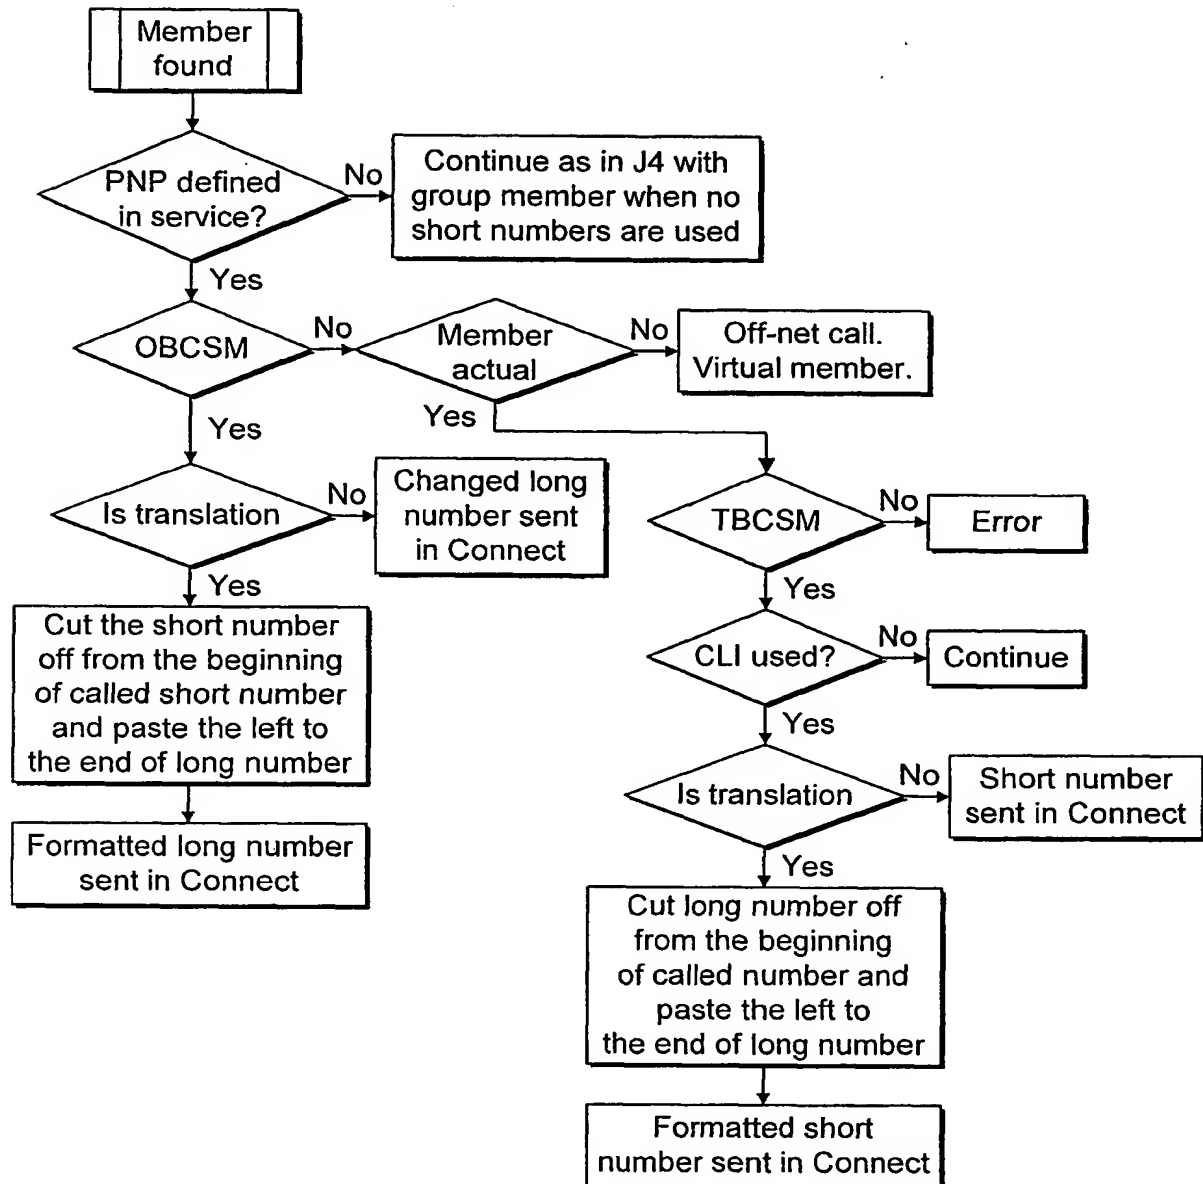 Member
found
PNP defined
in service?
No
Continue as in J4 with
group member when no
short numbers are used
Yes
OBCSM
No
Member
actual
No
Off-net call.
Virtual member.
Yes
Yes
Is translation
No
Changed long
number sent
in Connect
TBCSM
No
Error
Yes
Yes
Cut the short number
off from the beginning
of called short number
and paste the left to
the end of long number
CLI used?
No
Continue
Yes
Is translation
No
Short number
sent in Connect
Formatted long number
sent in Connect
Yes
Cut long number off
from the beginning
of called number and
paste the left to
the end of long number
Formatted short
number sent in Connect